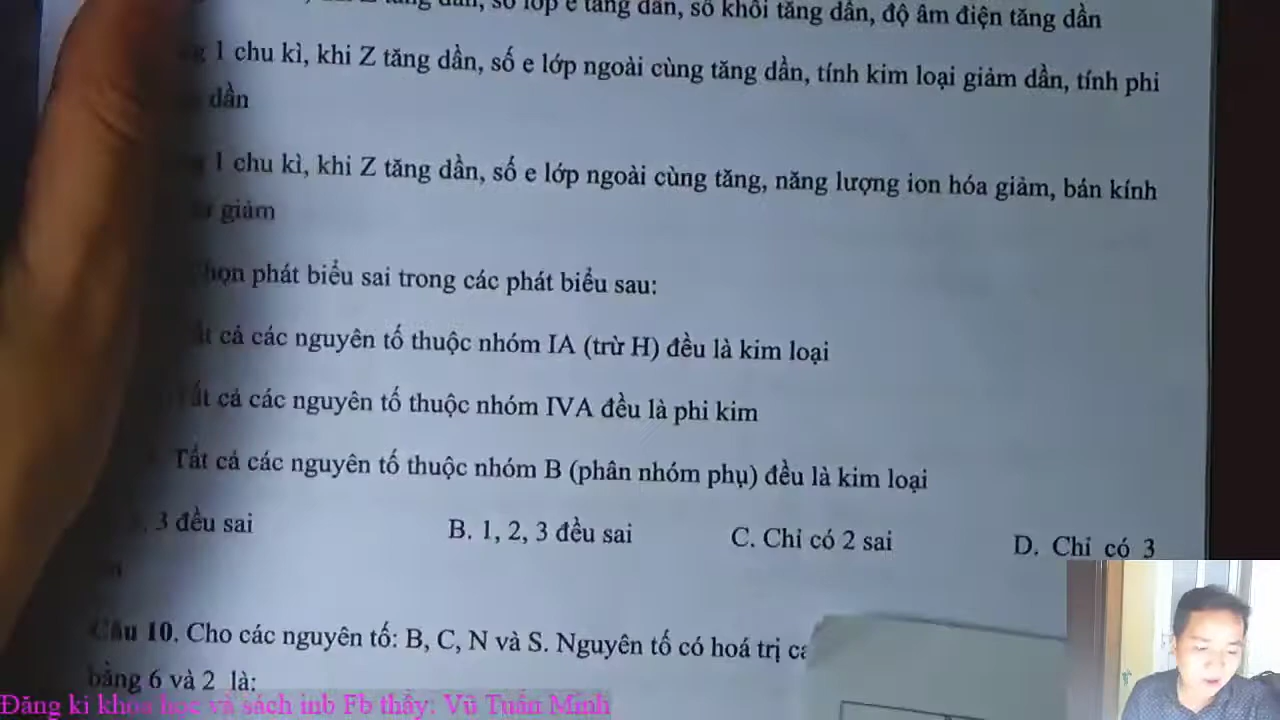 tăng dần, số lớp e tăng dần, số khối tăng dần, độ âm điện tăng dần
1 chu kì, khi Z tăng dần, số e lớp ngoài cùng tăng dần, tính kim loại giảm dần, tính phi
dần
1 chu kì, khi Z tăng dần, số e lớp ngoài cùng tăng, năng lượng ion hóa giảm, bán kính
giảm
họn phát biểu sai trong các phát biểu sau:
ất cả các nguyên tố thuộc nhóm IA (trừ H) đều là kim loại
ất cả các nguyên tố thuộc nhóm IVA đều là phi kim
Tất cả các nguyên tố thuộc nhóm B (phân nhóm phụ) đều là kim loại
, 3 đều sai B. 1, 2, 3 đều sai C. Chỉ có 2 sai D. Chỉ có 3
Câu 10. Cho các nguyên tố: B, C, N và S. Nguyên tố có hoá trị ca
bằng 6 và 2 là:
Đăng kí khóa học và sách inb Fb thầy: Vũ Tuấn Minh